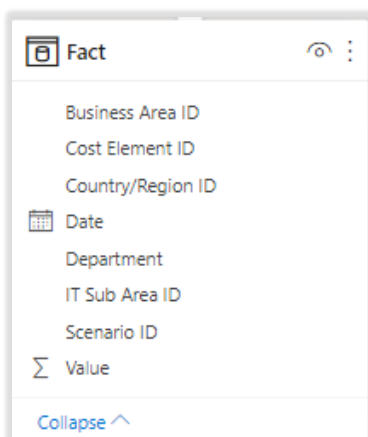 Fact
Business Area ID
Cost Element ID
Country/Region ID
Date
Department
IT Sub Area ID
Scenario ID
Σ Value
Collapse